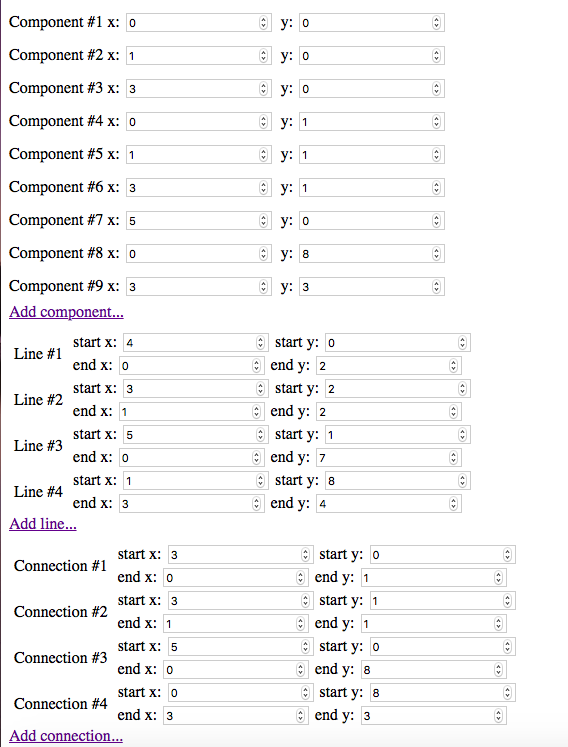 Component #1 x: 0 y: 0
Component #2 x: 1 y: 0
Component #3 x: 3 y: 0
Component #4 x: 0 y: 1
Component #5 x: 1 y: 1
Component #6 x: 3 y: 1
Component #7 x: 5 y: 0
Component #8 x: 0 y: 8
Component #9 x: 3 y: 3
Add component...
Line #1 start x: 4 start y: 0
end x: 0 end y: 2
Line #2 start x: 3 start y: 2
end x: 1 end y: 2
Line #3 start x: 5 start y: 1
end x: 0 end y: 7
Line #4 start x: 1 start y: 8
end x: 3 end y: 4
Add line...
Connection #1 start x: 3 start y: 0
end x: 0 end y: 1
Connection #2 start x: 3 start y: 1
end x: 1 end y: 1
Connection #3 start x: 5 start y: 0
end x: 0 end y: 8
Connection #4 start x: 0 start y: 8
end x: 3 end y: 3
Add connection...